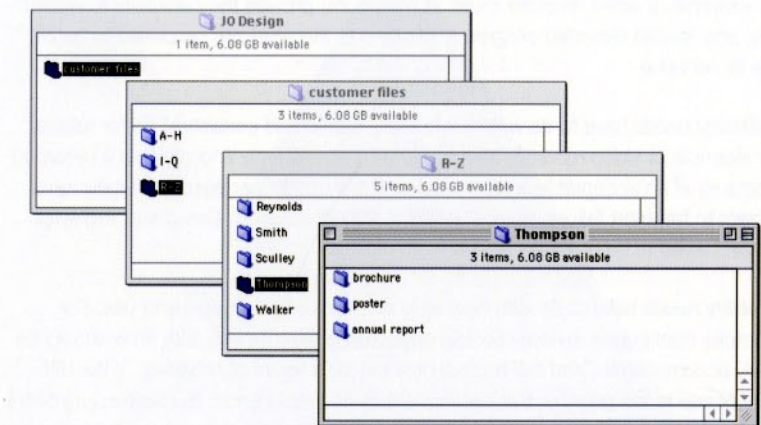 JO Design
1 item, 6.08 GB available
customer files
customer files
3 items, 6.08 GB available
A-H
I-Q
R-Z
R-Z
5 items, 6.08 GB available
Reynolds
Smith
Sculley
Thompson
Walker
Thompson
3 items, 6.08 GB available
brochure
poster
annual report